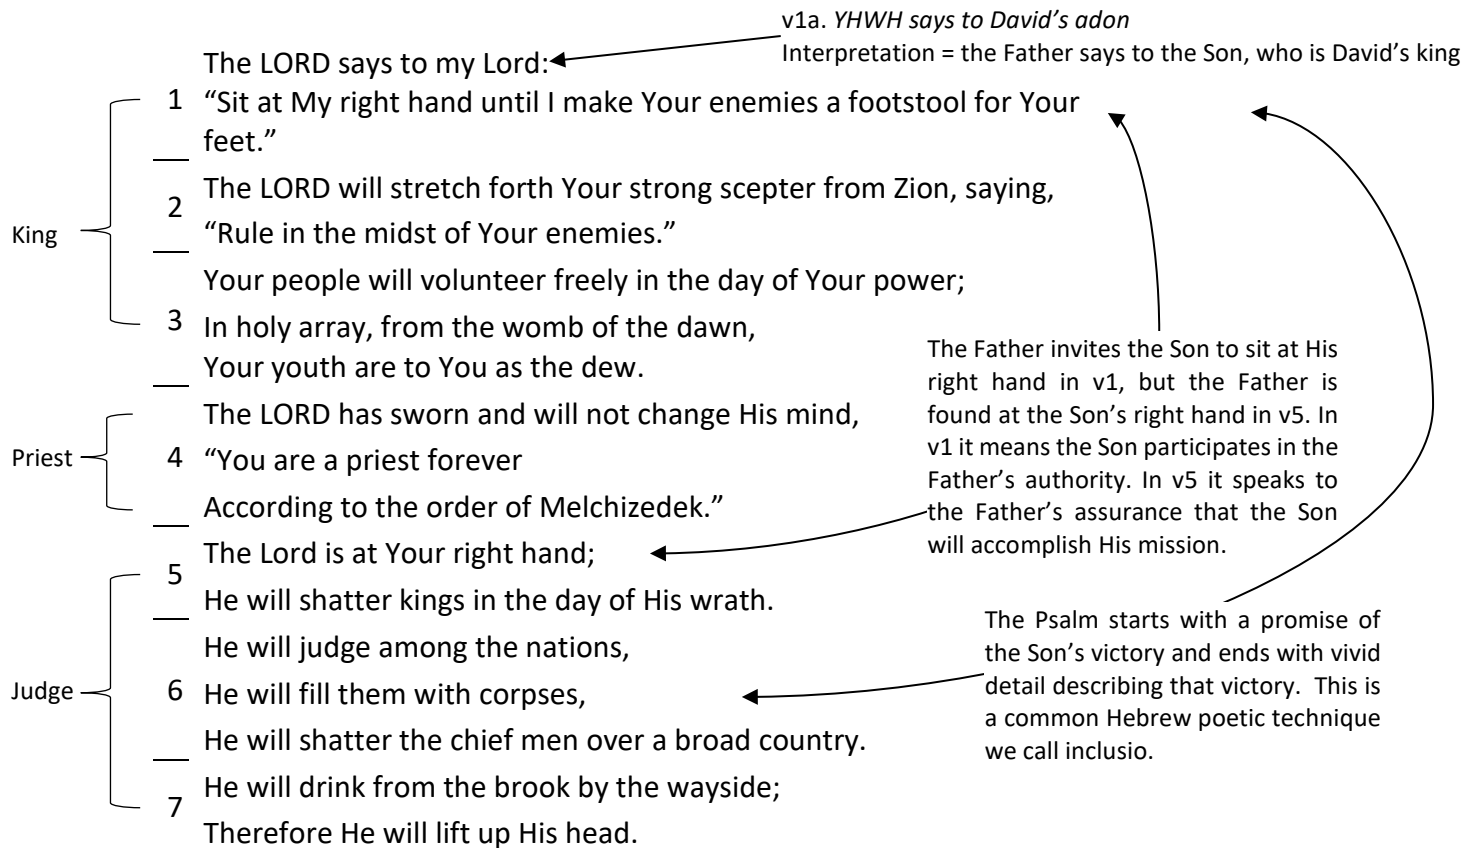 v1a. YHWH says to David’s adon
Interpretation = the Father says to the Son, who is David’s king
The LORD says to my Lord:
1 “Sit at My right hand until I make Your enemies a footstool for Your
feet.”
The LORD will stretch forth Your strong scepter from Zion, saying,
2
“Rule in the midst of Your enemies.”
King
Your people will volunteer freely in the day of Your power;
3 In holy array, from the womb of the dawn,
Your youth are to You as the dew.
The Father invites the Son to sit at His
right hand in v1, but the Father is
found at the Son’s right hand in v5. In
v1 it means the Son participates in the
Father’s authority. In v5 it speaks to
the Father’s assurance that the Son
will accomplish His mission.
The LORD has sworn and will not change His mind,
Priest
4 “You are a priest forever
According to the order of Melchizedek.”
The Lord is at Your right hand;
5
He will shatter kings in the day of His wrath.
He will judge among the nations,
Judge
6 He will fill them with corpses,
He will shatter the chief men over a broad country.
The Psalm starts with a promise of
the Son’s victory and ends with vivid
detail describing that victory. This is
a common Hebrew poetic technique
we call inclusio.
He will drink from the brook by the wayside;
7
Therefore He will lift up His head.